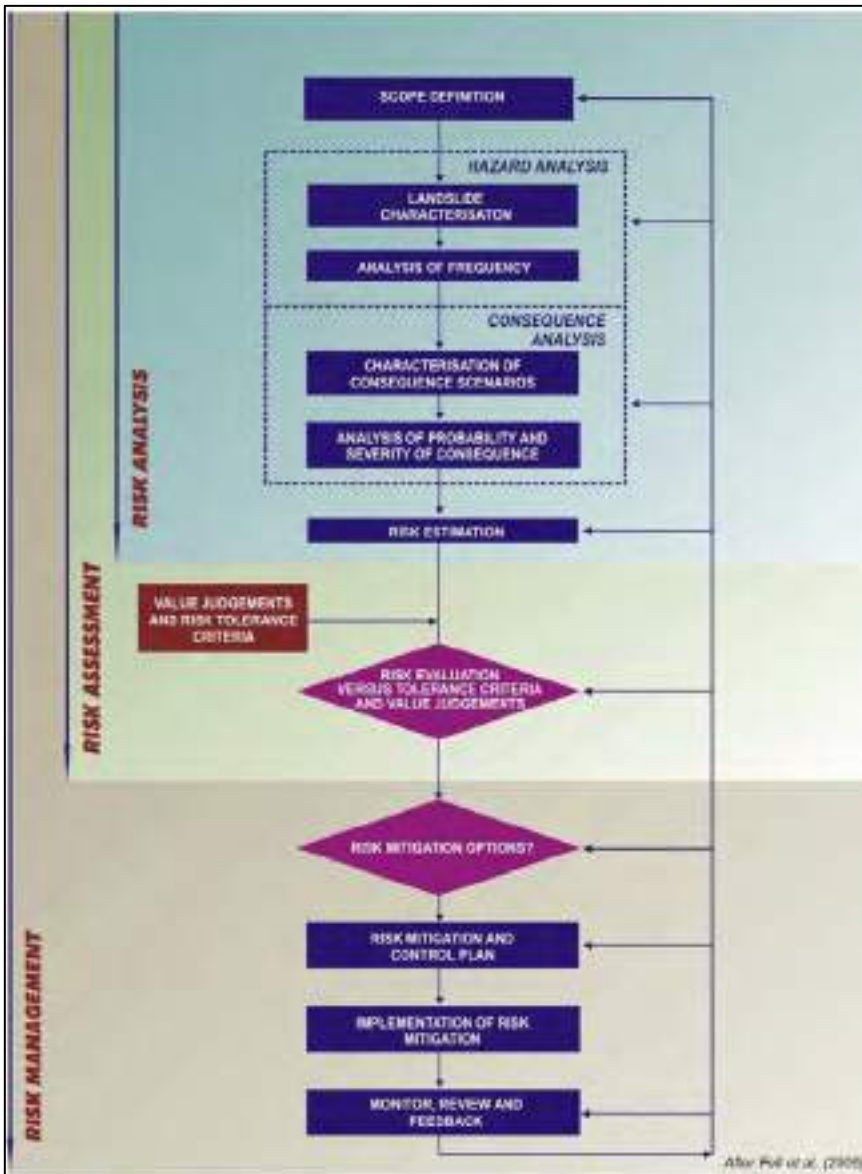 SCOPE DEFINITION
HAZARD ANALYSIS
LANDSLIDE
CHARACTERISATON
ANALYSIS OF FREQUENCY
CONSEQUENCE
ANALYSIS
CHARACTERISATION OF
CONSEQUENCE SCENARIOS
ANALYSIS OF PROBABILITY AND
SEVERITY OF CONSEQUENCE
RISK ANALYSIS
RISK ESTIMATION
VALUE JUDGEMENTS
AND RISK TOLERANCE
CRITERIA
RISK ASSESSMENT
RISK EVALUATION
VERSUS TOLERANCE CRITERIA
AND VALUE JUDGEMENTS
RISK MITIGATION OPTIONS?
RISK MITIGATION AND
CONTROL PLAN
RISK MANAGEMENT
IMPLEMENTATION OF RISK
MITIGATION
MONITOR, REVIEW AND
FEEDBACK
After et al.